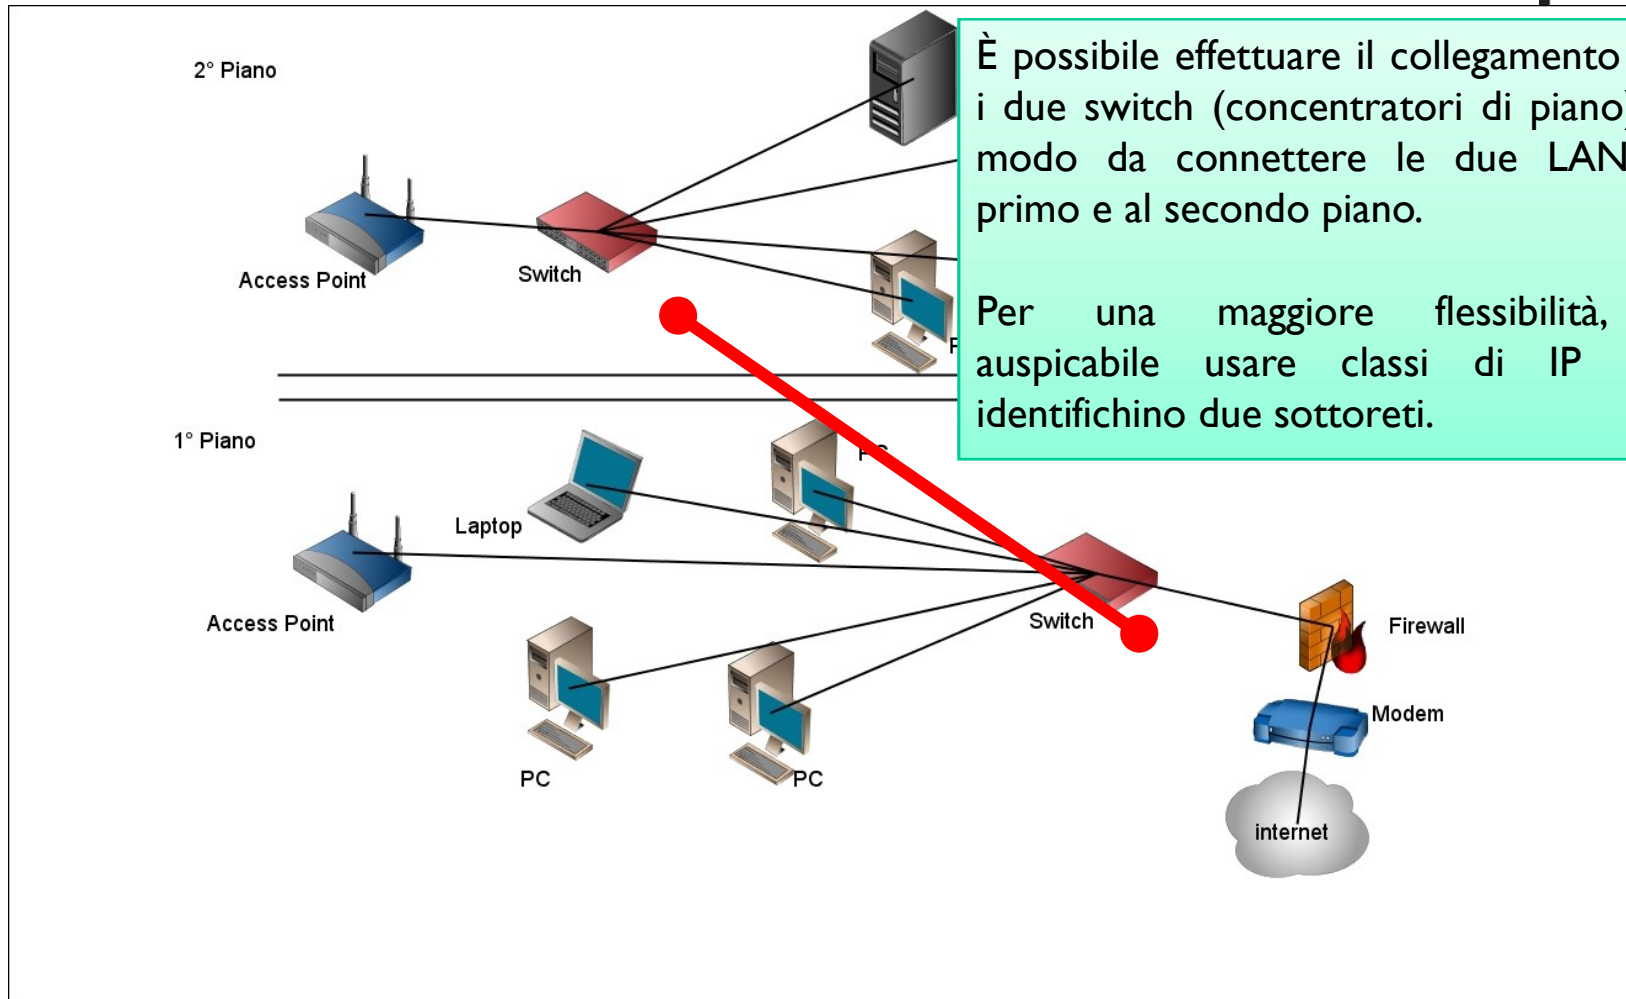 2° Piano
È possibile effettuare il collegamento
i due switch (concentratori di piano)
modo da connettere le due LAN
primo e al secondo piano.
Access Point
Switch
Per una maggiore flessibilità,
auspicabile usare classi di IP
identifichino due sottoreti.
1° Piano
PC
Laptop
Access Point
Switch
Firewall
Modem
PC
PC
internet